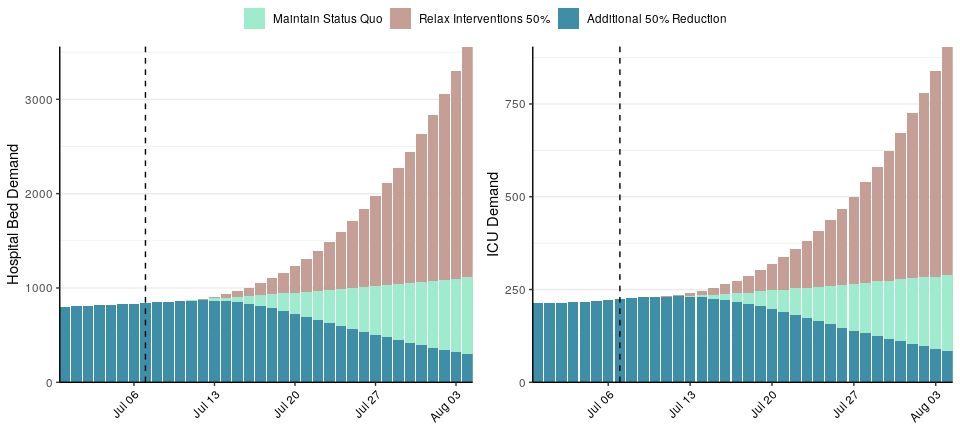 Maintain Status Quo Relax Interventions 50% Additional 50% Reduction
Hospital Bed Demand
3000
2000
1000
0
Jul 06 Jul 13 Jul 20 Jul 27 Aug 03
ICU Demand
750
500
250
0
Jul 06 Jul 13 Jul 20 Jul 27 Aug 03